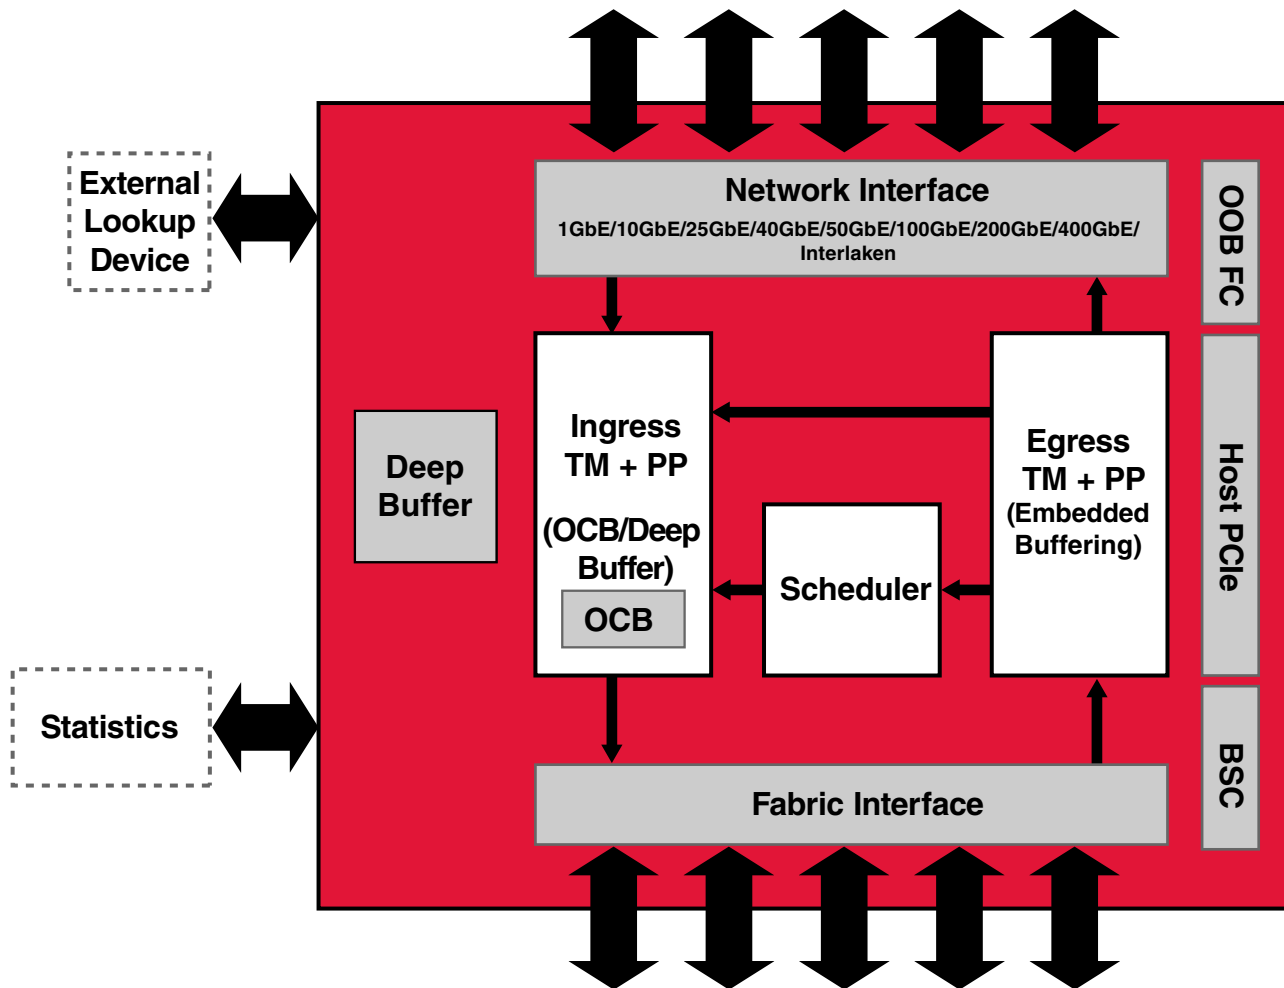 External
Lookup
Device
Network Interface
1GbE/10GbE/25GbE/40GbE/50GbE/100GbE/200GbE/400GbE/
Interlaken
OOB FC
Deep
Buffer
Ingress
TM + PP
(OCB/Deep
Buffer)
OCB
Scheduler
Egress
TM + PP
(Embedded
Buffering)
Host PCIe
Statistics
Fabric Interface
BSC